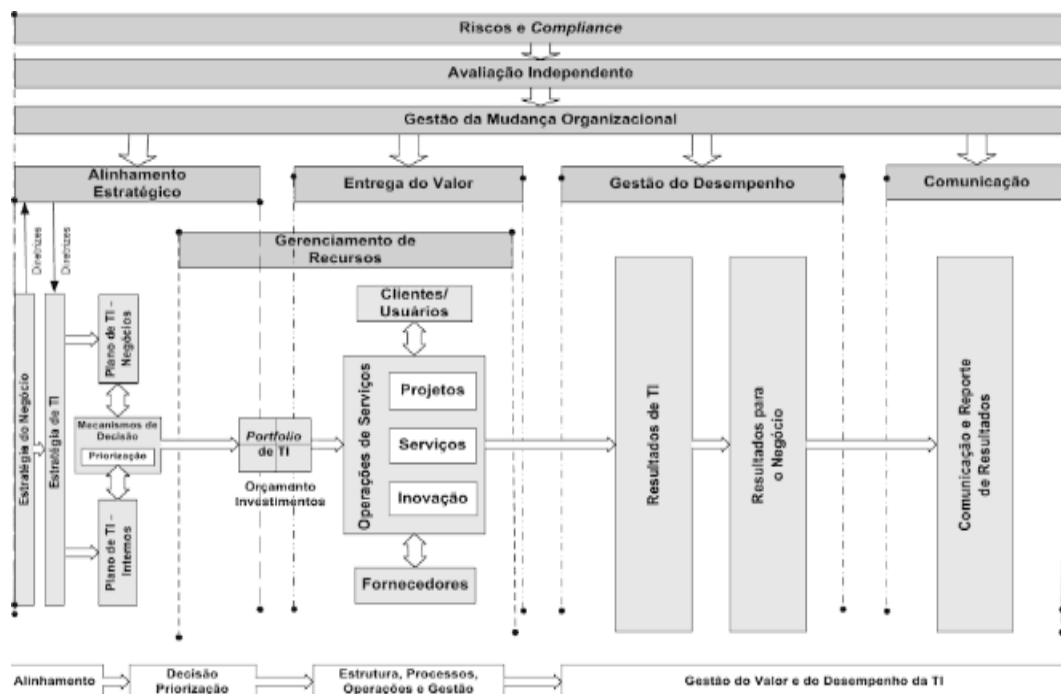 Riscos e Compliance
Avaliação Independente
Gestão da Mudança Organizacional
Alinhamento
Estratégico
Entrega do Valor
Gestão do Desempenho
Comunicação
Diretrizes
Diretrizes
Gerenciamento de
Recursos
Estratégia do Negócio
Estratégia de TI
Plano de TI –
Negócios
Mecanismos de
Decisão
Priorização
Plano de TI –
Internos
Portfolio
de TI
Orçamento
Investimentos
Clientes/
Usuários
Operações de Serviços
Projetos
Serviços
Inovação
Fornecedores
Resultados de TI
Resultados para
o Negócio
Comunicação e Reporte
de Resultados
Alinhamento
Decisão
Priorização
Estrutura, Processos,
Operações e Gestão
Gestão do Valor e do Desempenho da TI